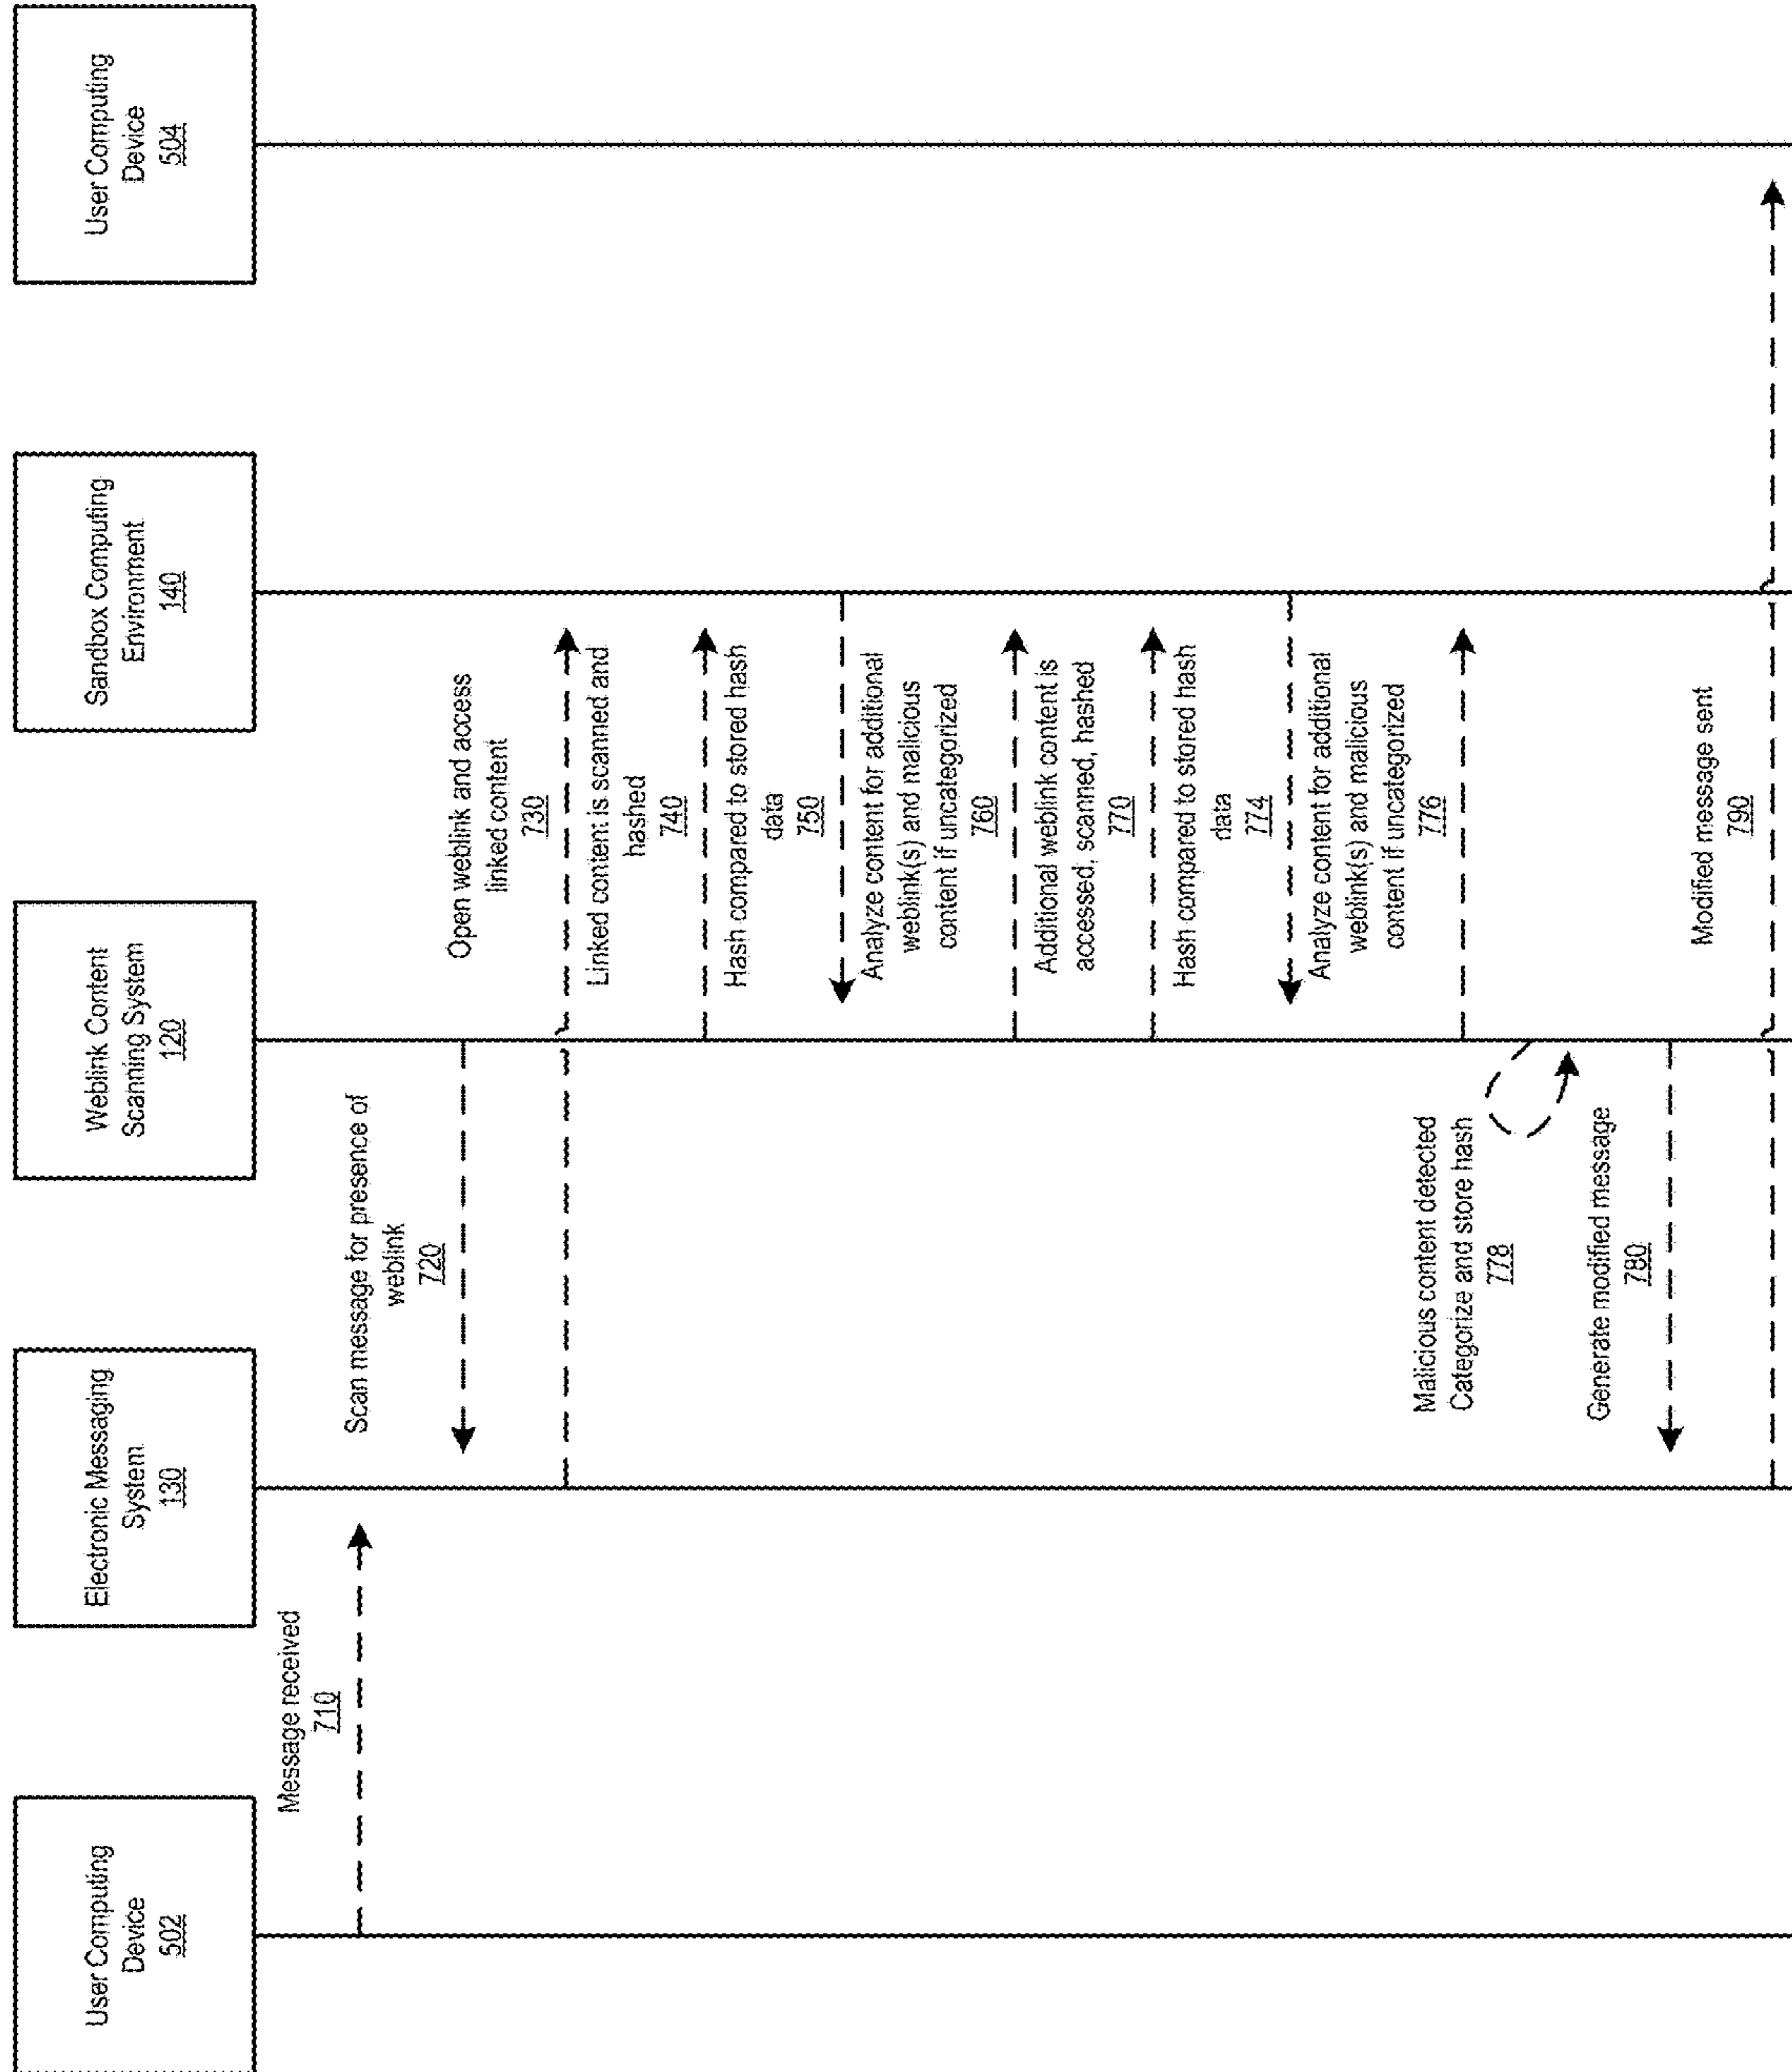 User Computing
Device
502
Electronic Messaging
System
130
Weblink Content
Scanning System
120
Sandbox Computing
Environment
140
User Computing
Device
504
Message received
710
Scan message for presence of
weblink
720
Open weblink and access
linked content
730
Linked content is scanned and
hashed
740
Hash compared to stored hash
data
750
Analyze content for additional
weblink(s) and malicious
content if uncategorized
760
Additional weblink content is
accessed, scanned, hashed
770
Hash compared to stored hash
data
774
Analyze content for additional
weblink(s) and malicious
content if uncategorized
776
Malicious content detected
Categorize and store hash
778
Generate modified message
780
Modified message sent
790